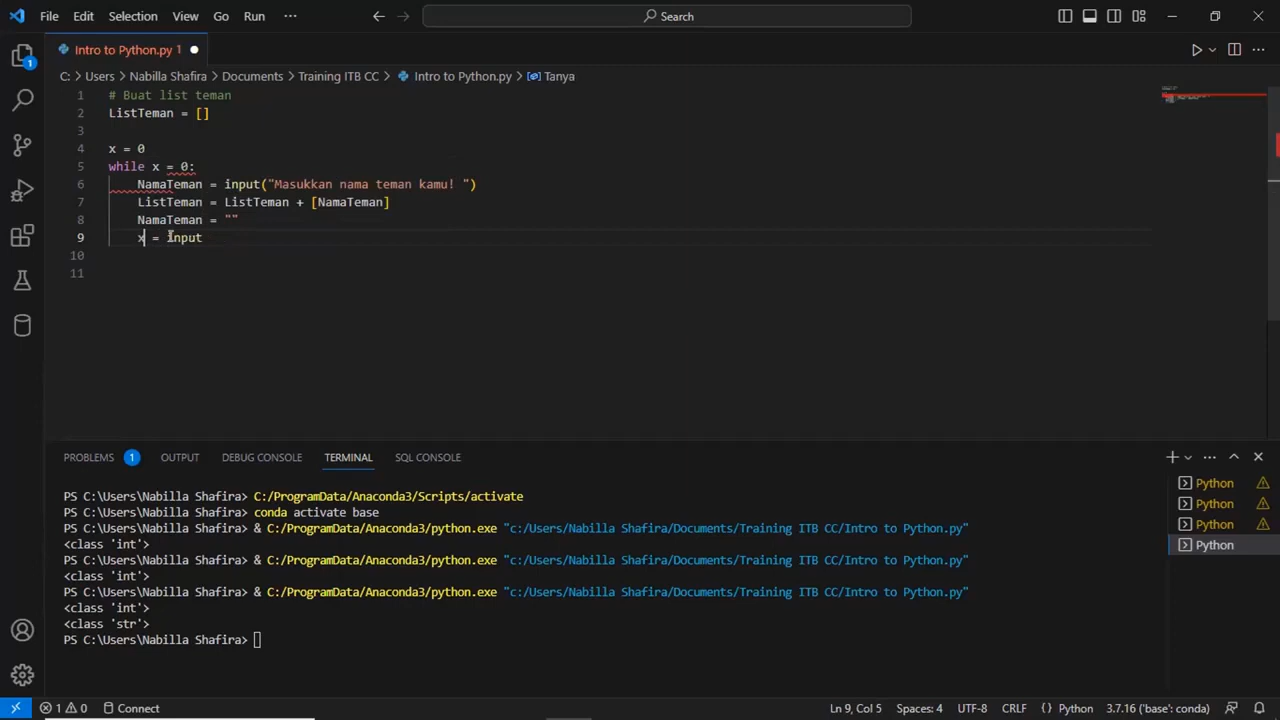 File Edit Selection View Go Run ··· Search
Intro to Python.py 1
C: > Users > Nabilla Shafira > Documents > Training ITB CC > Intro to Python.py > Tanya
1 # Buat list teman
2 ListTeman = []
3
4 x = 0
5 while x = 0:
6 NamaTeman = input("Masukkan nama teman kamu! ")
7 ListTeman = ListTeman + [NamaTeman]
8 NamaTeman = ""
9 x = input
10
11
1
PROBLEMS 1 OUTPUT DEBUG CONSOLE TERMINAL SQL CONSOLE
PS C:\Users\Nabilla Shafira> C:/ProgramData/Anaconda3/Scripts/activate
PS C:\Users\Nabilla Shafira> conda activate base
PS C:\Users\Nabilla Shafira> & C:/ProgramData/Anaconda3/python.exe "c:/Users/Nabilla Shafira/Documents/Training ITB CC/Intro to Python.py"
<class 'int'>
PS C:\Users\Nabilla Shafira> & C:/ProgramData/Anaconda3/python.exe "c:/Users/Nabilla Shafira/Documents/Training ITB CC/Intro to Python.py"
<class 'int'>
PS C:\Users\Nabilla Shafira> & C:/ProgramData/Anaconda3/python.exe "c:/Users/Nabilla Shafira/Documents/Training ITB CC/Intro to Python.py"
<class 'int'>
<class 'str'>
PS C:\Users\Nabilla Shafira>
Python
Python
Python
Python
1 0 Connect Ln 9, Col 5 Spaces: 4 UTF-8 CRLF { } Python 3.7.16 ('base': conda)